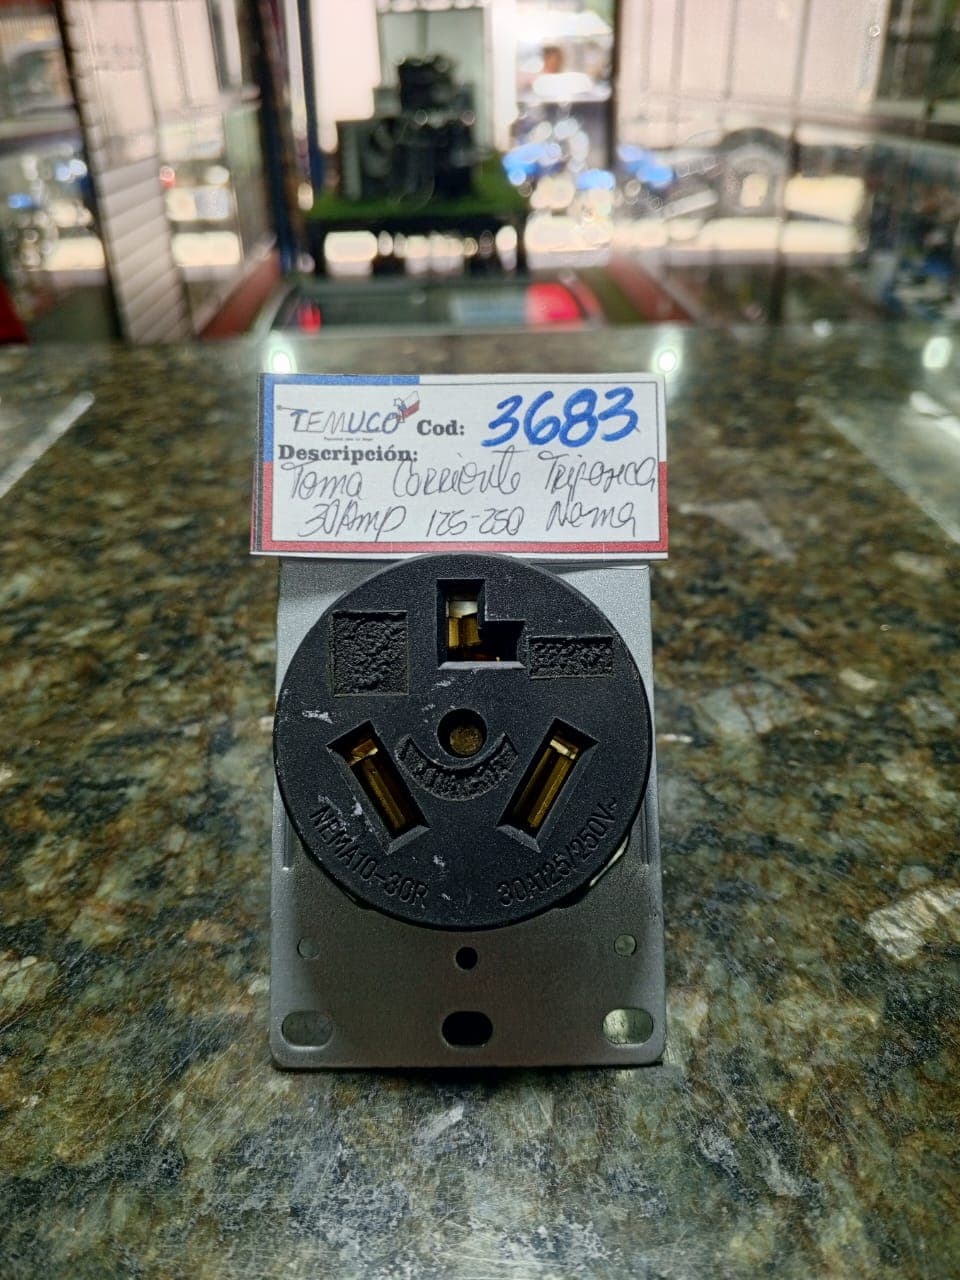 TEMUCO Cod: 3683
Descripción:
Toma Corriente Trifasica
30Amp 125-250 Nema
NEMA10-30R
30A125/250V~